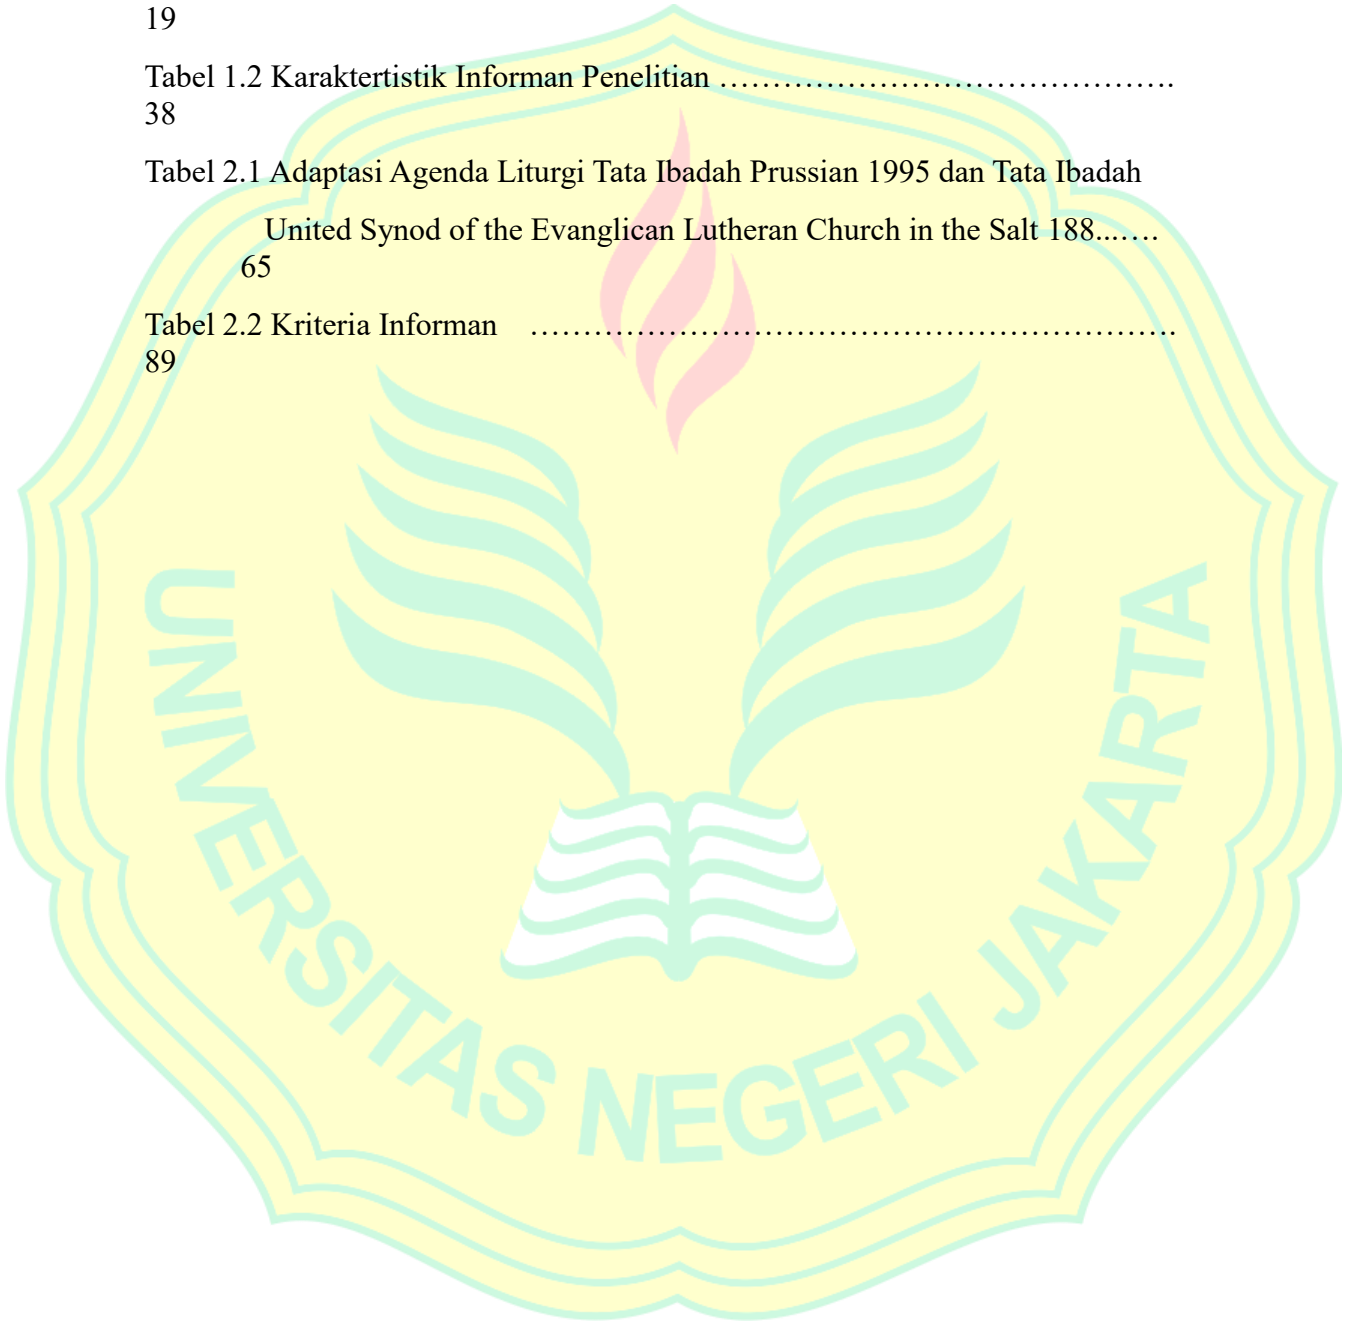 19
Tabel 1.2 Karaktertistik Informan Penelitian …………………………………….
38
Tabel 2.1 Adaptasi Agenda Liturgi Tata Ibadah Prussian 1995 dan Tata Ibadah
United Synod of the Evanglican Lutheran Church in the Salt 188...….
65
Tabel 2.2 Kriteria Informan …………………………………………………….
89
UNIVERSITAS NEGERI JAKARTA